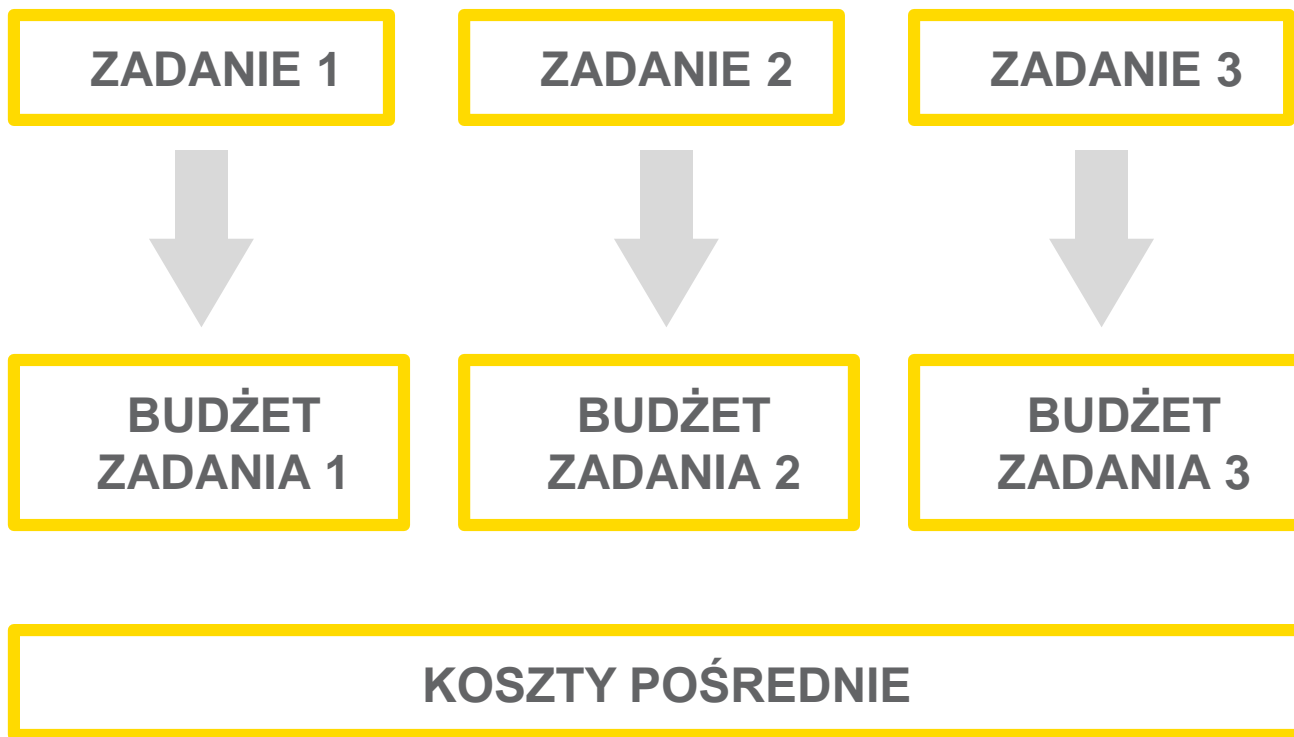 ZADANIE 1
ZADANIE 2
ZADANIE 3
BUDŻET
ZADANIA 1
BUDŻET
ZADANIA 2
BUDŻET
ZADANIA 3
KOSZTY POŚREDNIE